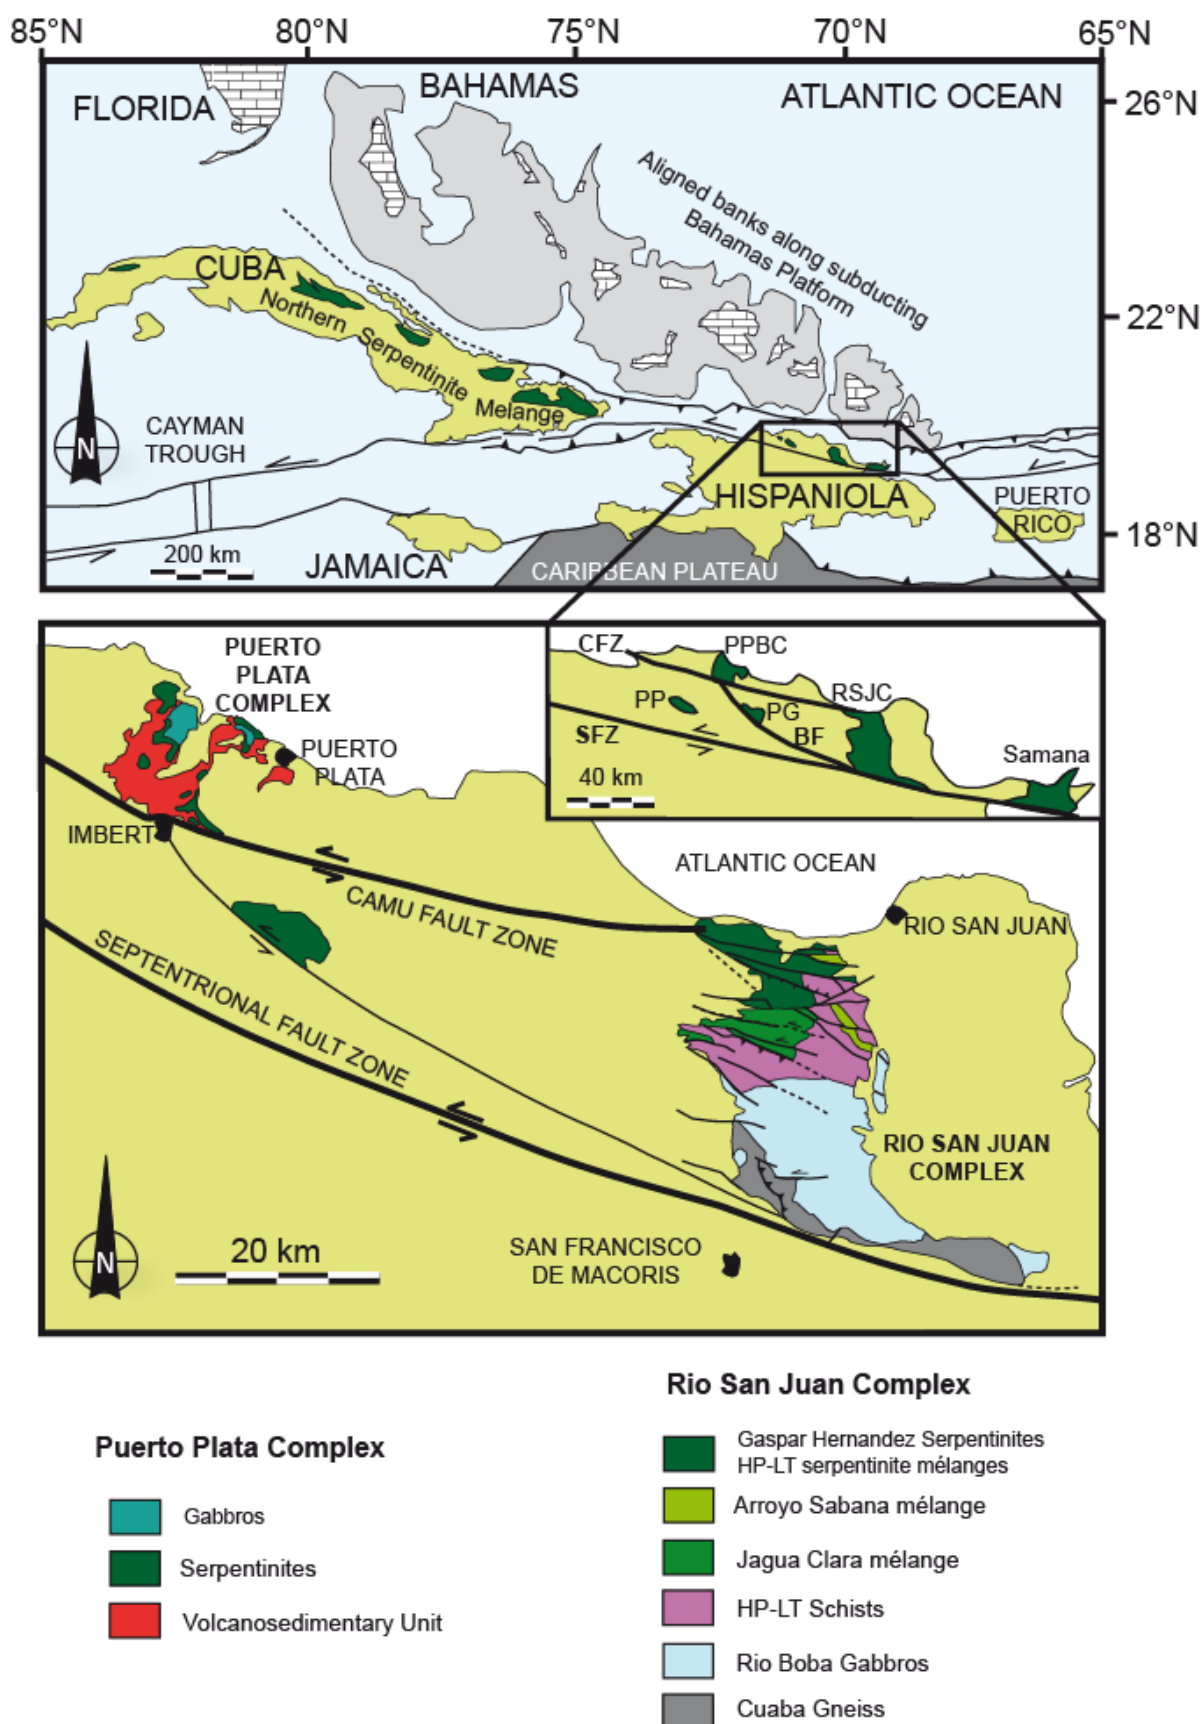 85°N 80°N 75°N 70°N 65°N
FLORIDA
BAHAMAS
ATLANTIC OCEAN
26°N
Aligned banks along subducting
Bahamas Platform
CUBA
Northern Serpentinite Melange
22°N
CAYMAN
TROUGH
N
HISPANIOLA
PUERTO
RICO
18°N
200 km
JAMAICA
CARIBBEAN PLATEAU
PUERTO
PLATA
COMPLEX
CFZ
PPBC
RSJC
PP
PG
BF
SFZ
Samana
40 km
PUERTO
PLATA
IMBERT
ATLANTIC OCEAN
CAMU FAULT ZONE
RIO SAN JUAN
SEPTENTRIONAL FAULT ZONE
RIO SAN JUAN
COMPLEX
N
20 km
SAN FRANCISCO
DE MACORIS
Puerto Plata Complex
Gabbros
Serpentinites
Volcanosedimentary Unit
Rio San Juan Complex
Gaspar Hernandez Serpentinites
HP-LT serpentinite mélanges
Arroyo Sabana mélange
Jagua Clara mélange
HP-LT Schists
Rio Boba Gabbros
Cuaba Gneiss